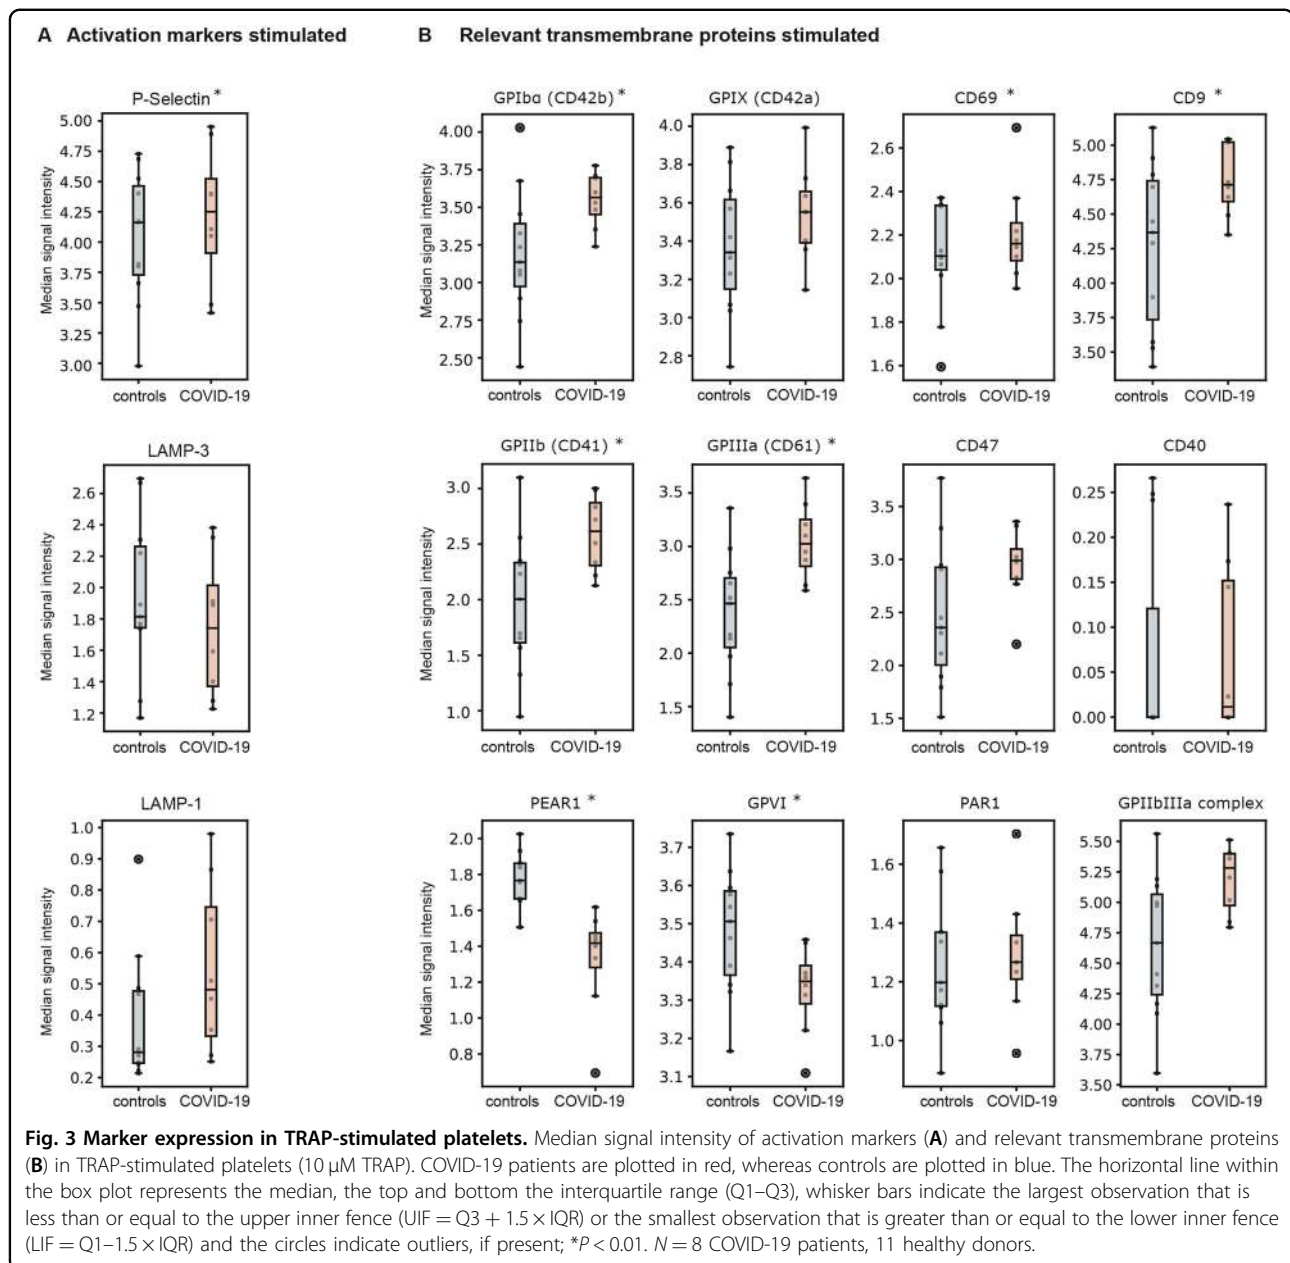 A Activation markers stimulated
B Relevant transmembrane proteins stimulated
P-Selectin *
Median signal intensity
5.00
4.75
4.50
4.25
4.00
3.75
3.50
3.25
3.00
controls COVID-19
GPIbα (CD42b) *
Median signal intensity
4.00
3.75
3.50
3.25
3.00
2.75
2.50
controls COVID-19
GPIX (CD42a)
4.0
3.8
3.6
3.4
3.2
3.0
2.8
controls COVID-19
CD69 *
2.6
2.4
2.2
2.0
1.8
1.6
controls COVID-19
CD9 *
5.00
4.75
4.50
4.25
4.00
3.75
3.50
controls COVID-19
LAMP-3
Median signal intensity
2.6
2.4
2.2
2.0
1.8
1.6
1.4
1.2
controls COVID-19
GPIIb (CD41) *
Median signal intensity
3.0
2.5
2.0
1.5
1.0
controls COVID-19
GPIIIa (CD61) *
3.5
3.0
2.5
2.0
1.5
controls COVID-19
CD47
3.5
3.0
2.5
2.0
1.5
controls COVID-19
CD40
0.25
0.20
0.15
0.10
0.05
0.00
controls COVID-19
LAMP-1
Median signal intensity
1.0
0.9
0.8
0.7
0.6
0.5
0.4
0.3
0.2
controls COVID-19
PEAR1 *
Median signal intensity
2.0
1.8
1.6
1.4
1.2
1.0
0.8
controls COVID-19
GPVI *
3.7
3.6
3.5
3.4
3.3
3.2
3.1
controls COVID-19
PAR1
1.6
1.4
1.2
1.0
controls COVID-19
GPIIbIIIa complex
5.50
5.25
5.00
4.75
4.50
4.25
4.00
3.75
3.50
controls COVID-19
Fig. 3 Marker expression in TRAP-stimulated platelets. Median signal intensity of activation markers (A) and relevant transmembrane proteins
(B) in TRAP-stimulated platelets (10 µM TRAP). COVID-19 patients are plotted in red, whereas controls are plotted in blue. The horizontal line within
the box plot represents the median, the top and bottom the interquartile range (Q1–Q3), whisker bars indicate the largest observation that is
less than or equal to the upper inner fence (UIF = Q3 + 1.5 × IQR) or the smallest observation that is greater than or equal to the lower inner fence
(LIF = Q1–1.5 × IQR) and the circles indicate outliers, if present; *P < 0.01. N = 8 COVID-19 patients, 11 healthy donors.